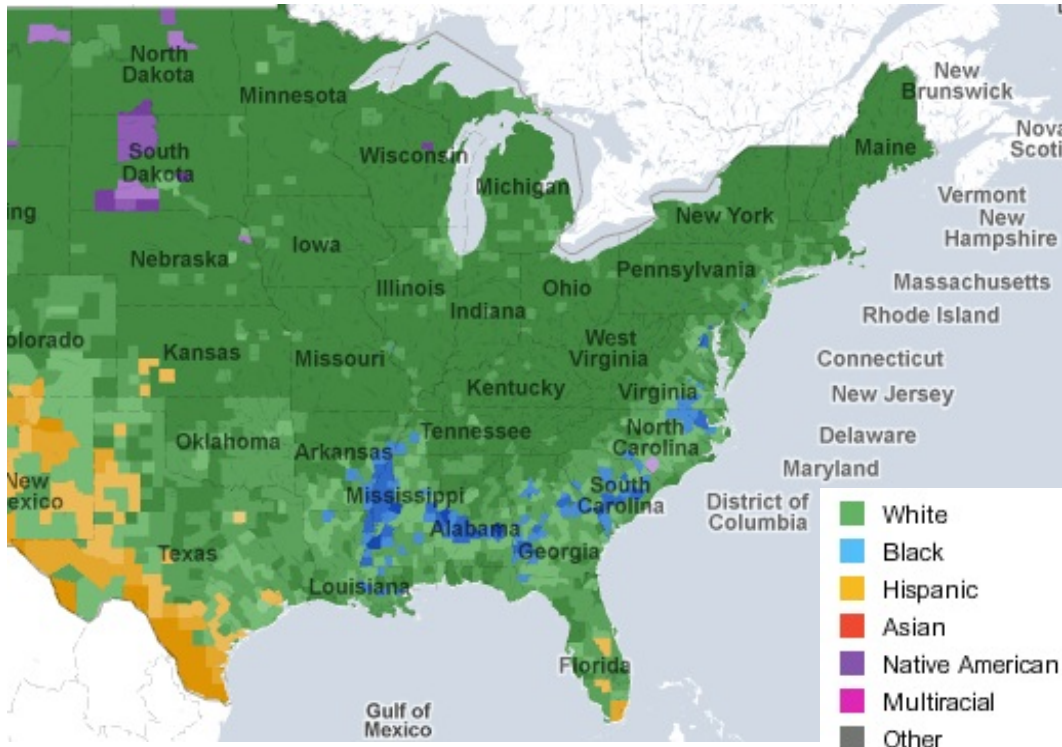 North
Dakota
Minnesota
New
Brunswick
South
Dakota
Wisconsin
Michigan
Maine
Nova
Scoti
ing
Nebraska
Iowa
New York
Vermont
New
Hampshire
Illinois
Indiana
Ohio
Pennsylvania
Massachusetts
Rhode Island
olorado
Kansas
Missouri
West
Virginia
Kentucky
Virginia
Connecticut
New Jersey
Oklahoma
Arkansas
Tennessee
North
Carolina
Delaware
Maryland
New
exico
Mississippi
South
Carolina
District of
Columbia
Texas
Alabama
Georgia
Louisiana
Florida
Gulf of
Mexico
White
Black
Hispanic
Asian
Native American
Multiracial
Other